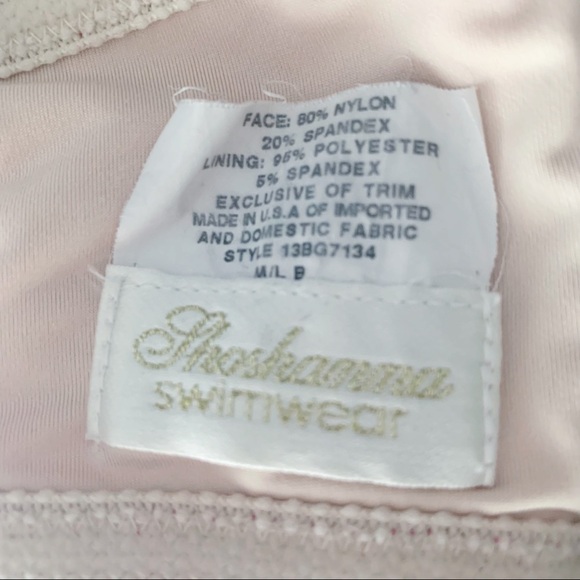 FACE: 80% NYLON
20% SPANDEX
LINING: 95% POLYESTER
5% SPANDEX
EXCLUSIVE OF TRIM
MADE IN U.S.A OF IMPORTED
AND DOMESTIC FABRIC
STYLE 13BG7134
M/L B
Shoshanna
swimwear